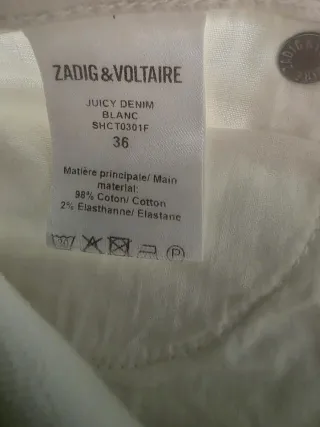 ZADIG&VOLTAIRE
JUICY DENIM
BLANC
SHCT0301F
36
Matière principale/ Main
material:
98% Coton/ Cotton
2% Elasthanne/ Elastane